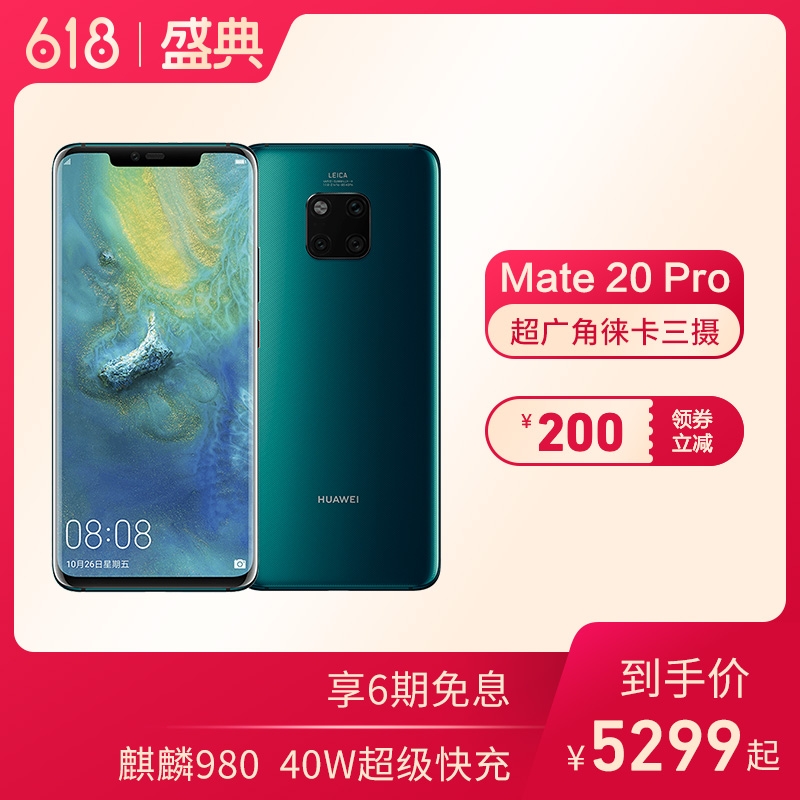 618 | 盛典
LEICA
08:08
10月26日星期五
HUAWEI
Mate 20 Pro
超广角徕卡三摄
¥200
领券
立减
享6期免息
麒麟980 40W超级快充
到手价
¥5299起